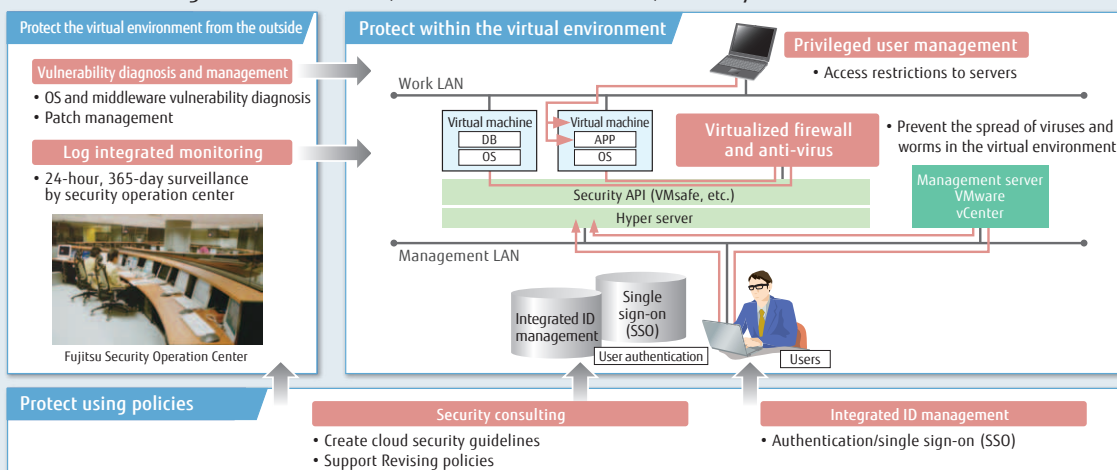 Protect the virtual environment from the outside
Vulnerability diagnosis and management
• OS and middleware vulnerability diagnosis
• Patch management
Log integrated monitoring
• 24-hour, 365-day surveillance
by security operation center
Fujitsu Security Operation Center
Protect within the virtual environment
Privileged user management
• Access restrictions to servers
Work LAN
Virtual machine
DB
OS
Virtual machine
APP
OS
Virtualized firewall
and anti-virus
• Prevent the spread of viruses and
worms in the virtual environment
Security API (VMsafe, etc.)
Hyper server
Management server
VMware
vCenter
Management LAN
Integrated ID
management
Single
sign-on
(SSO)
User authentication
Users
Protect using policies
Security consulting
• Create cloud security guidelines
• Support Revising policies
Integrated ID management
• Authentication/single sign-on (SSO)